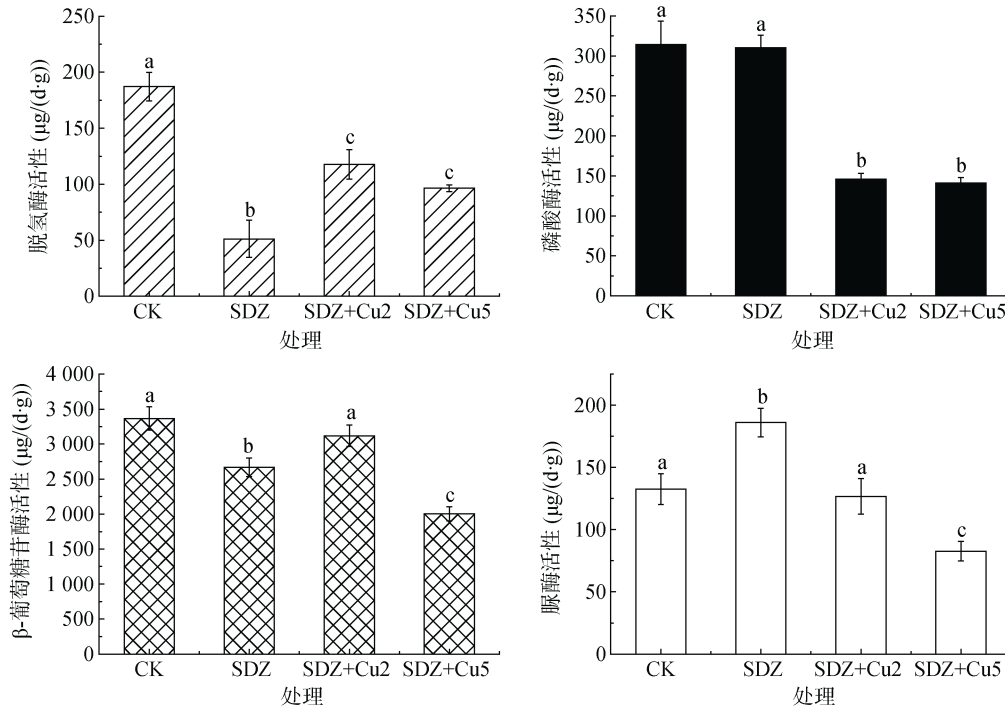 脱氢酶活性 (μg/(d·g))
250
200
150
100
50
0
a
b
c
c
CK
SDZ
SDZ+Cu2
SDZ+Cu5
处理
磷酸酶活性 (μg/(d·g))
350
300
250
200
150
100
50
0
a
a
b
b
CK
SDZ
SDZ+Cu2
SDZ+Cu5
处理
β-葡萄糖苷酶活性 (μg/(d·g))
4 000
3 500
3 000
2 500
2 000
1 500
1 000
500
0
a
b
a
c
CK
SDZ
SDZ+Cu2
SDZ+Cu5
处理
脲酶活性 (μg/(d·g))
200
150
100
50
0
a
b
a
c
CK
SDZ
SDZ+Cu2
SDZ+Cu5
处理